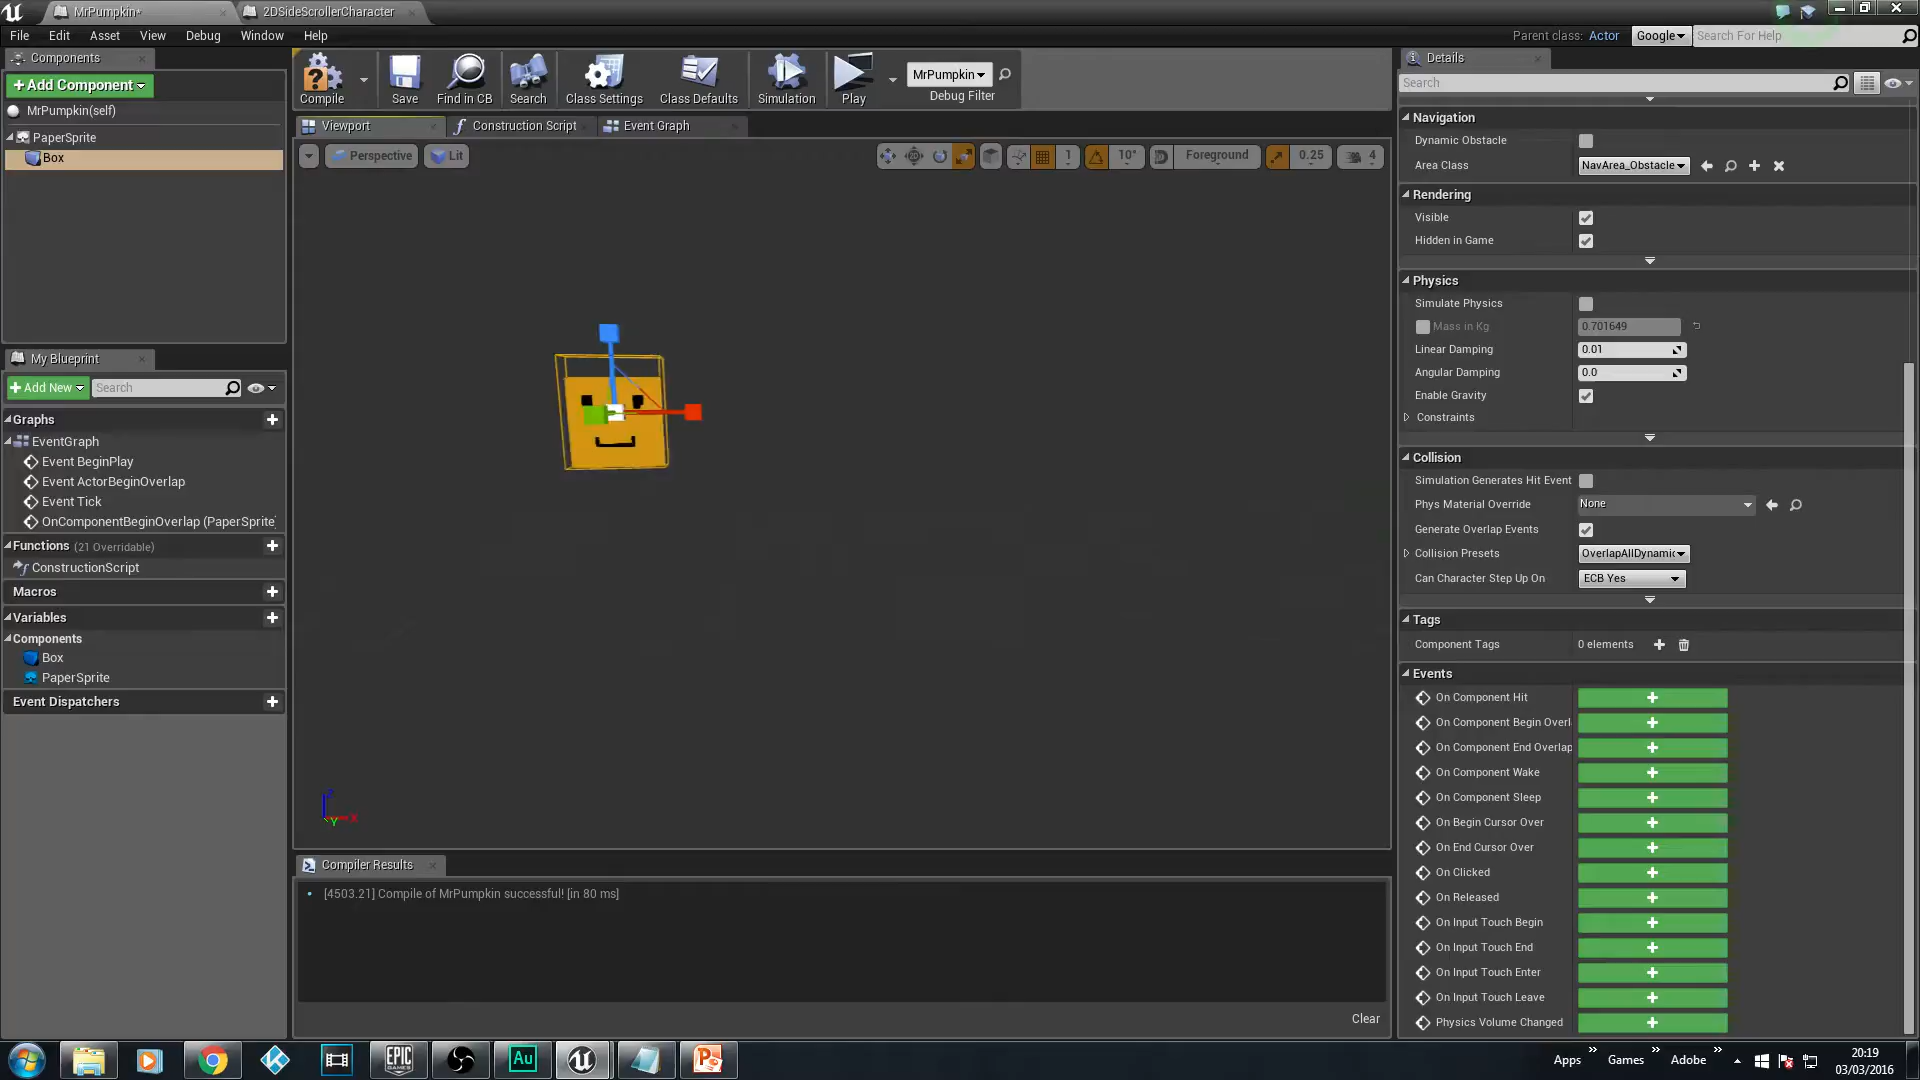 MrPumpkin*
2DSideScrollerCharacter
File Edit Asset View Debug Window Help
Parent class: Actor Google Search For Help
Components
+Add Component
MrPumpkin(self)
PaperSprite
Box
Compile Save Find in CB Search Class Settings Class Defaults Simulation Play
MrPumpkin
Debug Filter
Viewport Construction Script Event Graph
Perspective Lit
1 10° Foreground 0.25 4
My Blueprint
Add New Search
Graphs
EventGraph
Event BeginPlay
Event ActorBeginOverlap
Event Tick
OnComponentBeginOverlap (PaperSprite)
Functions (21 Overridable)
ConstructionScript
Macros
Variables
Components
Box
PaperSprite
Event Dispatchers
Z
X
Y
Compiler Results
[4503.21] Compile of MrPumpkin successful! [in 80 ms]
Clear
Details
Search
Navigation
Dynamic Obstacle
Area Class NavArea_Obstacle
Rendering
Visible
Hidden in Game
Physics
Simulate Physics
Mass in Kg 0.701649
Linear Damping 0.01
Angular Damping 0.0
Enable Gravity
Constraints
Collision
Simulation Generates Hit Event
Phys Material Override None
Generate Overlap Events
Collision Presets OverlapAllDynamic
Can Character Step Up On ECB Yes
Tags
Component Tags 0 elements
Events
On Component Hit
On Component Begin Overl
On Component End Overlap
On Component Wake
On Component Sleep
On Begin Cursor Over
On End Cursor Over
On Clicked
On Released
On Input Touch Begin
On Input Touch End
On Input Touch Enter
On Input Touch Leave
Physics Volume Changed
EPIC GAMES
Au
Apps » Games » Adobe »
20:19
03/03/2016